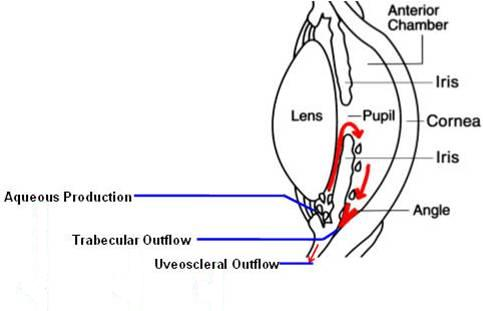 Anterior
Chamber
Iris
Lens
Pupil
Cornea
Iris
Aqueous Production
Angle
Trabecular Outflow
Uveoscleral Outflow